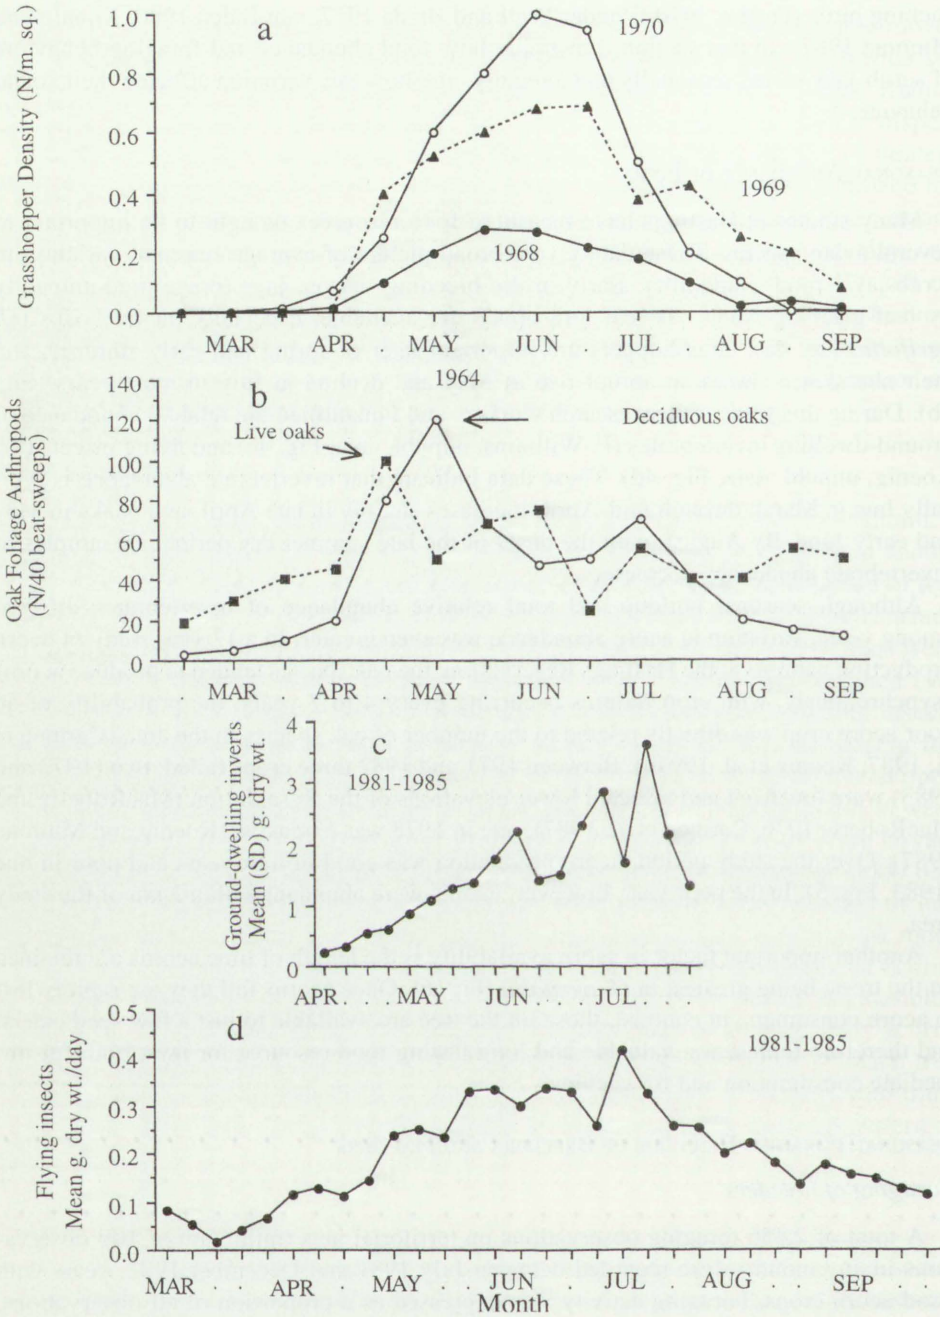 a
Grasshopper Density (N/m. sq.)
1.0
0.8
0.6
0.4
0.2
0.0
1970
1969
1968
MAR APR MAY JUN JUL AUG SEP
b
Oak Foliage Arthropods
(N/40 beat-sweeps)
140
120
100
80
60
40
20
0
1964
Live oaks
Deciduous oaks
MAR APR MAY JUN JUL AUG SEP
c
Ground-dwelling inverts
Mean (SD) g. dry wt.
4
3
2
1
0
1981-1985
APR. . MAY JUN . . JUL. .
d
Flying insects
Mean g. dry wt./day
0.5
0.4
0.3
0.2
0.1
0.0
1981-1985
MAR APR MAY JUN JUL AUG SEP
Month